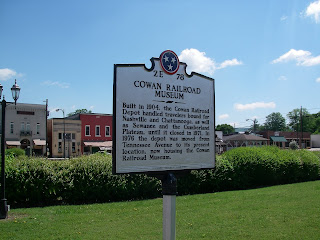 2E 78
COWAN RAILROAD
MUSEUM
Built in 1904, the Cowan Railroad
Depot handled travelers bound for
Nashville and Chattanooga, as well
as Sewanee and the Cumberland
Plateau, until it closed in 1971. In
1976 the depot was moved from
Tennessee Avenue to its present
location, now housing the Cowan
Railroad Museum.